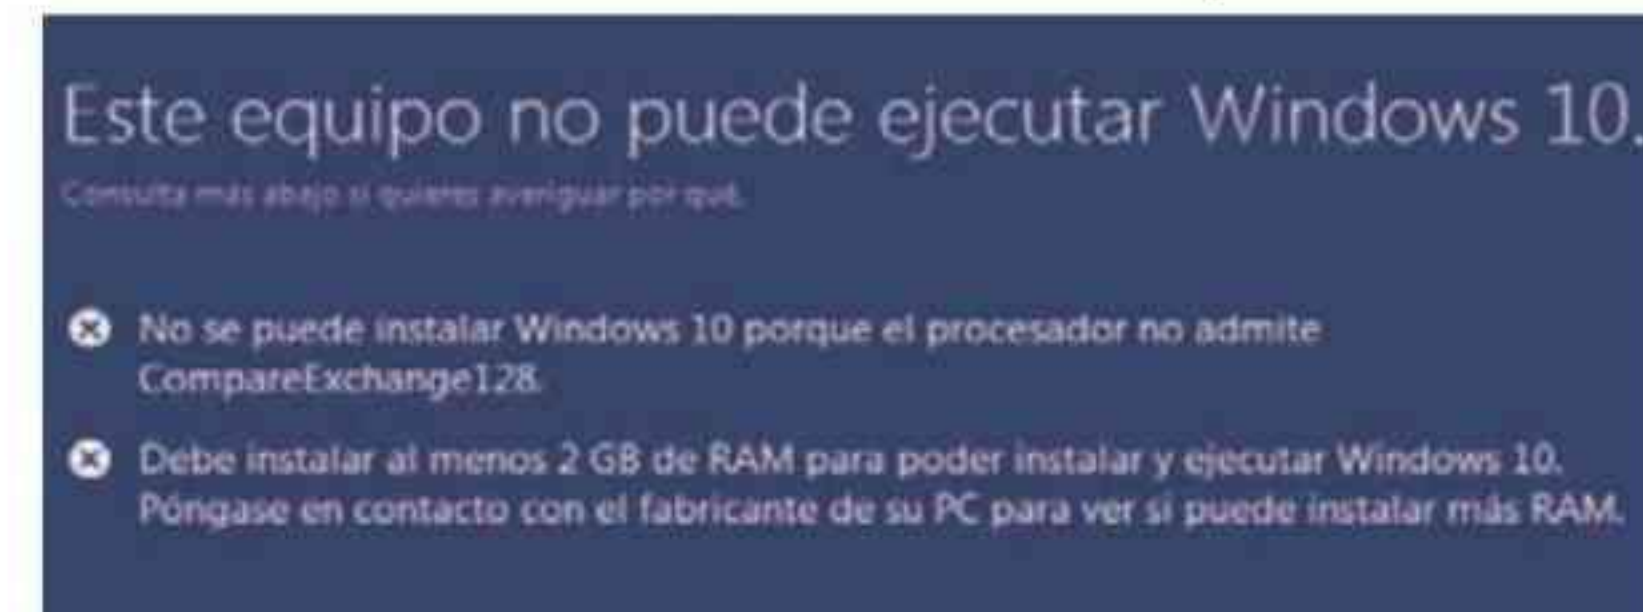 Este equipo no puede ejecutar Windows 10.
Consulta más abajo si quieres averiguar por qué.
No se puede instalar Windows 10 porque el procesador no admite
CompareExchange128.
Debe instalar al menos 2 GB de RAM para poder instalar y ejecutar Windows 10.
Póngase en contacto con el fabricante de su PC para ver si puede instalar más RAM.